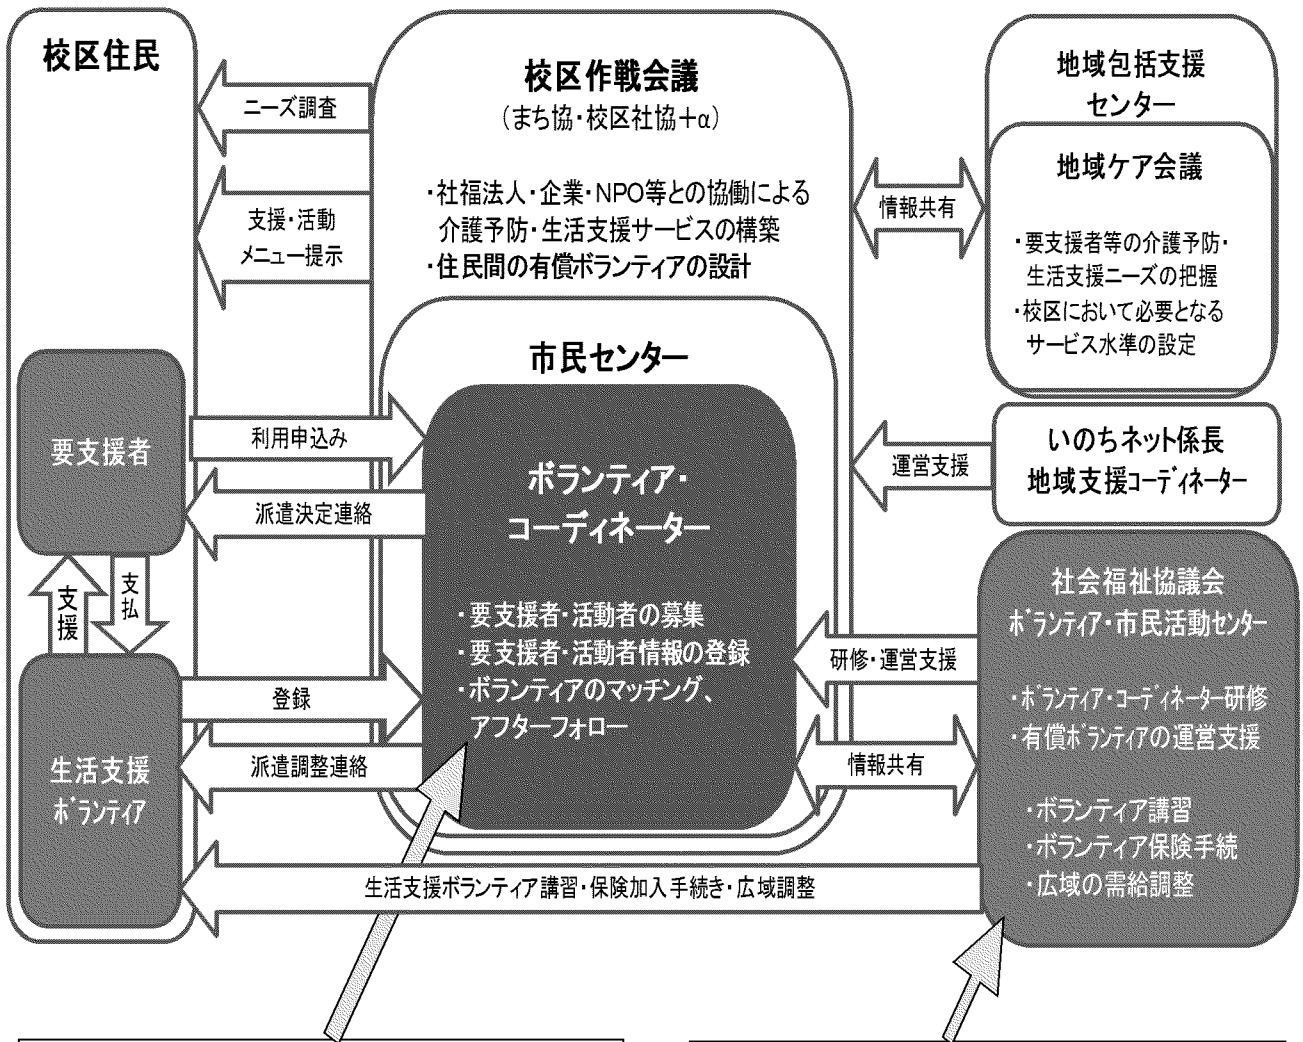 校区住民
ニーズ調査
支援・活動
メニュー提示
要支援者
利用申込み
派遣決定連絡
支援
支払
生活支援
ボランティア
登録
派遣調整連絡
校区作戦会議
(まち協・校区社協+α)
・社福法人・企業・NPO等との協働による
介護予防・生活支援サービスの構築
・住民間の有償ボランティアの設計
市民センター
ボランティア・
コーディネーター
・要支援者・活動者の募集
・要支援者・活動者情報の登録
・ボランティアのマッチング、
アフターフォロー
情報共有
地域包括支援
センター
地域ケア会議
・要支援者等の介護予防・
生活支援ニーズの把握
・校区において必要となる
サービス水準の設定
運営支援
いのちネット係長
地域支援コーディネーター
研修・運営支援
情報共有
社会福祉協議会
ボランティア・市民活動センター
・ボランティア・コーディネーター研修
・有償ボランティアの運営支援
・ボランティア講習
・ボランティア保険手続
・広域の需給調整
生活支援ボランティア講習・保険加入手続き・広域調整